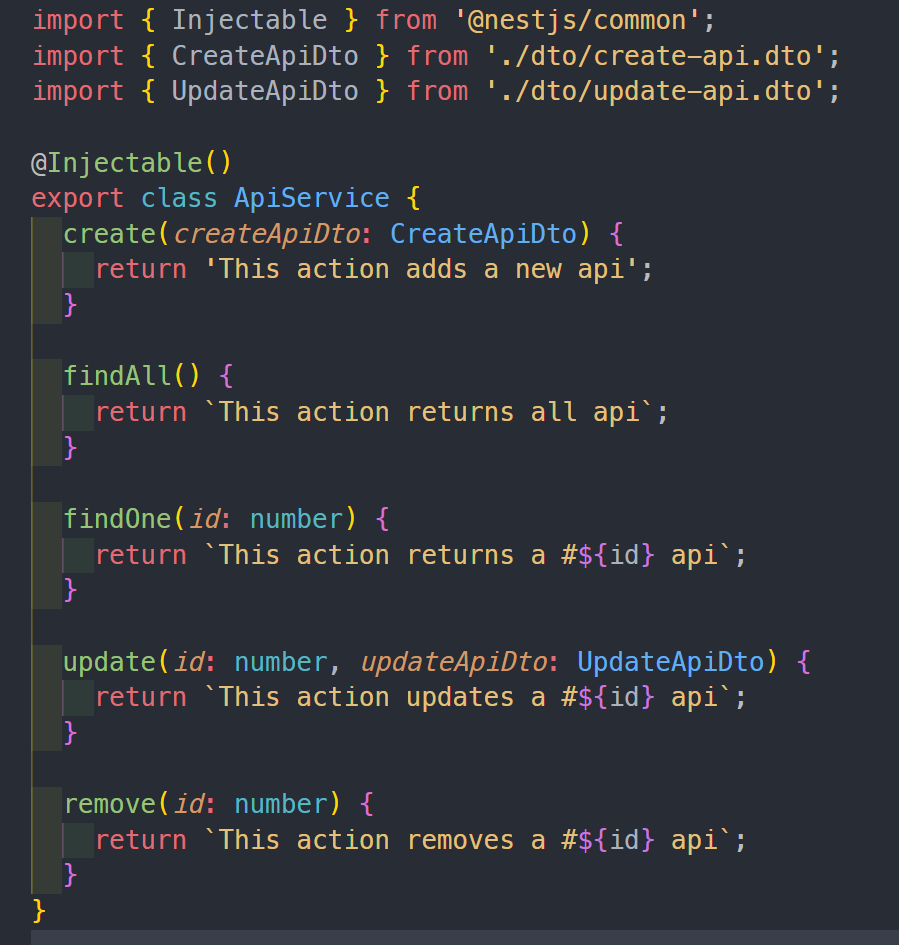 import { Injectable } from '@nestjs/common';
import { CreateApiDto } from './dto/create-api.dto';
import { UpdateApiDto } from './dto/update-api.dto';

@Injectable()
export class ApiService {
  create(createApiDto: CreateApiDto) {
    return 'This action adds a new api';
  }

  findAll() {
    return `This action returns all api`;
  }

  findOne(id: number) {
    return `This action returns a #${id} api`;
  }

  update(id: number, updateApiDto: UpdateApiDto) {
    return `This action updates a #${id} api`;
  }

  remove(id: number) {
    return `This action removes a #${id} api`;
  }
}